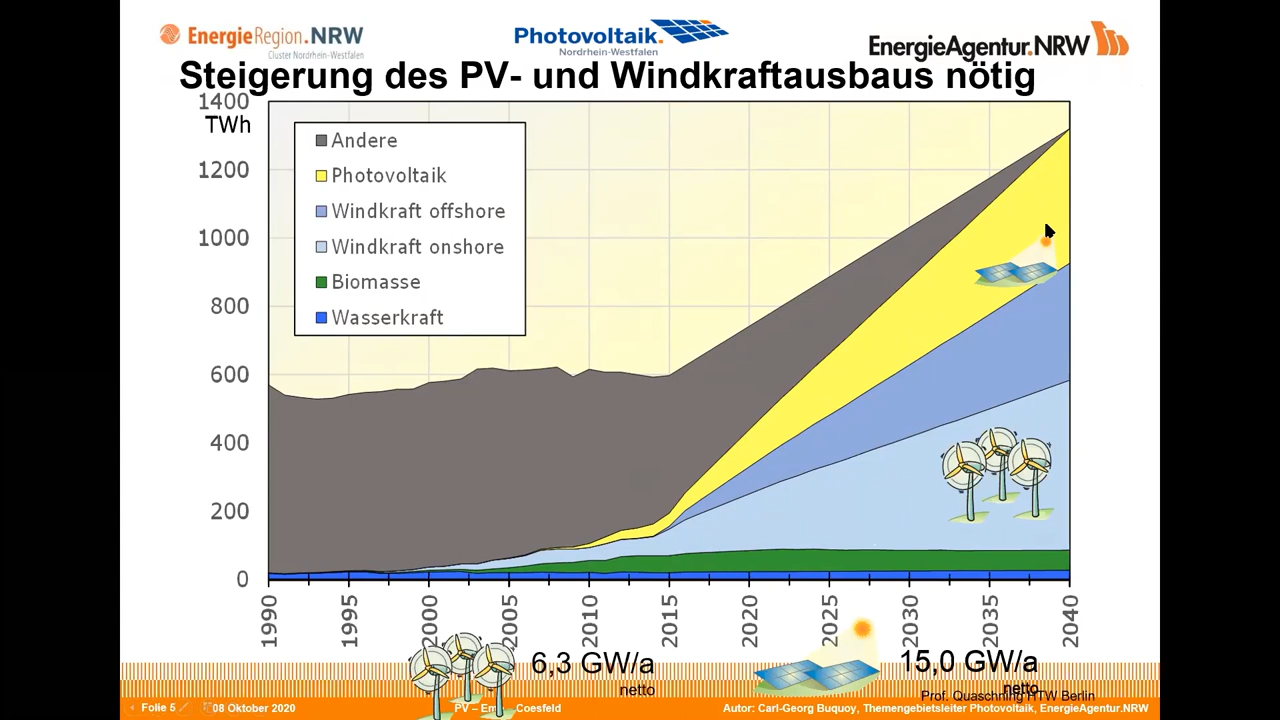 EnergieRegion.NRW
Cluster Nordrhein-Westfalen
Photovoltaik.
Nordrhein-Westfalen
EnergieAgentur.NRW
Steigerung des PV- und Windkraftausbaus nötig
1400
TWh
1200
1000
800
600
400
200
0
Andere
Photovoltaik
Windkraft offshore
Windkraft onshore
Biomasse
Wasserkraft
1990
1995
2000
2005
2010
2015
2020
2025
2030
2035
2040
6,3 GW/a
netto
15,0 GW/a
netto
Prof. Quaschning HTW Berlin
Folie 5
08 Oktober 2020
PV – Em
Coesfeld
Autor: Carl-Georg Buquoy, Themengebietsleiter Photovoltaik, EnergieAgentur.NRW